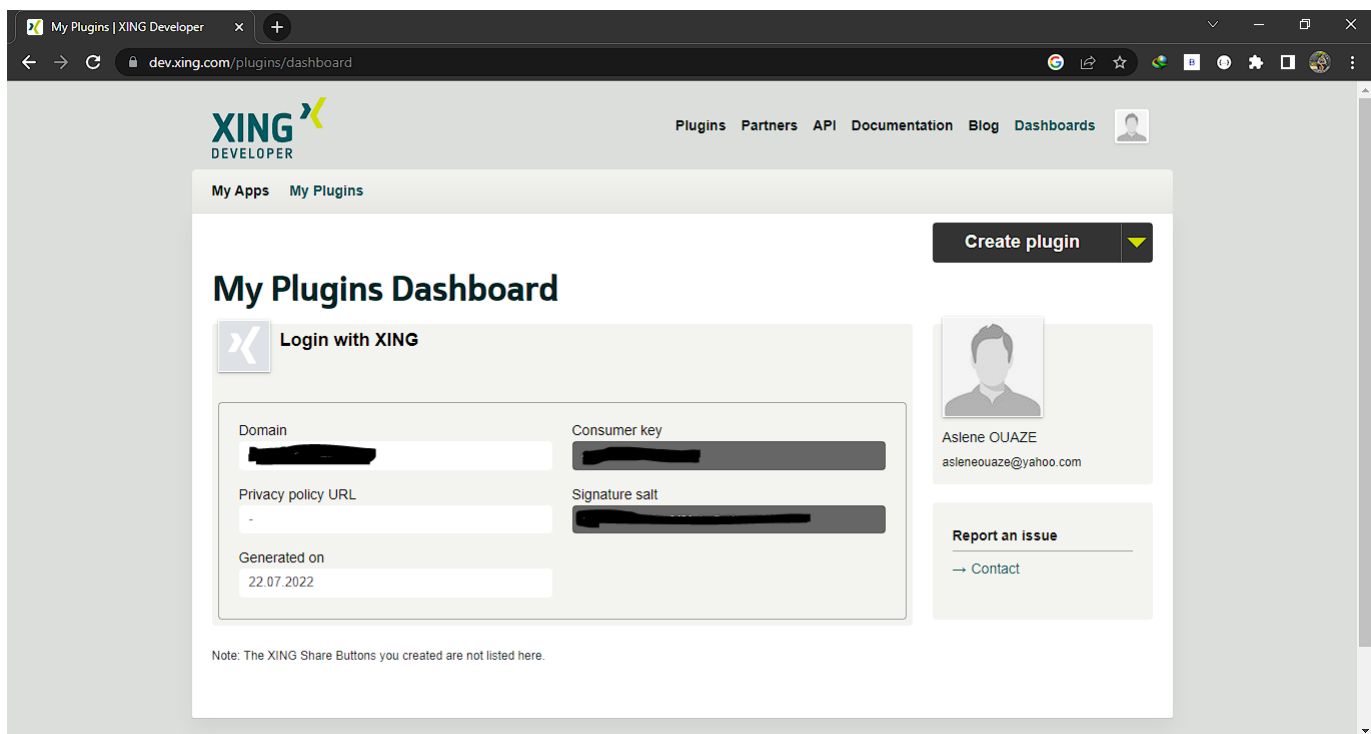 My Plugins | XING Developer
dev.xing.com/plugins/dashboard
XING
DEVELOPER
Plugins Partners API Documentation Blog Dashboards
My Apps My Plugins
Create plugin
My Plugins Dashboard
Login with XING
Domain
Consumer key
Privacy policy URL
-
Signature salt
Generated on
22.07.2022
Aslene OUAZE
asleneouaze@yahoo.com
Report an issue
→ Contact
Note: The XING Share Buttons you created are not listed here.